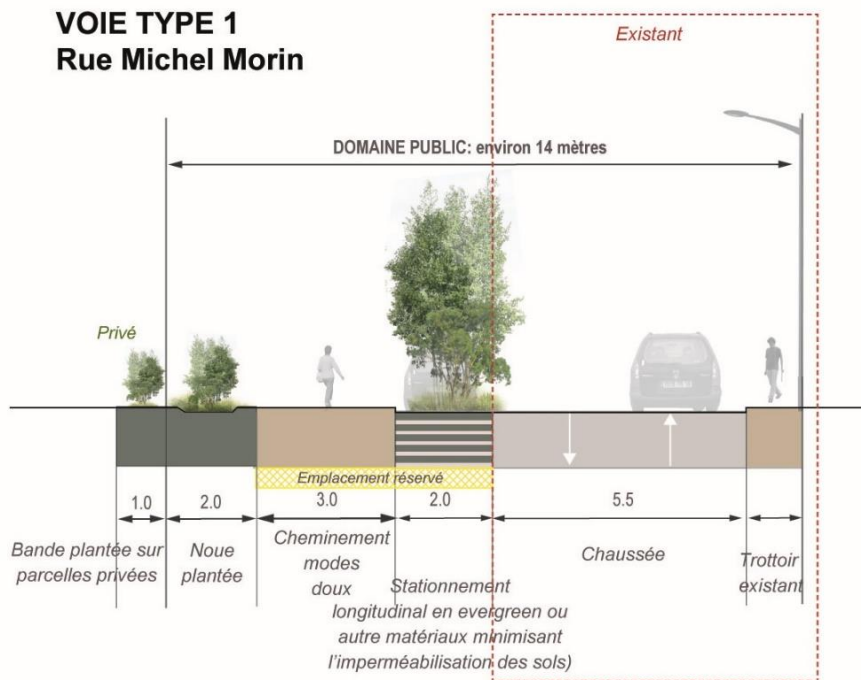 VOIE TYPE 1
Rue Michel Morin
Existant
DOMAINE PUBLIC: environ 14 mètres
Privé
Emplacement réservé
1.0
2.0
3.0
2.0
5.5
Bande plantée sur
parcelles privées
Noue
plantée
Cheminement
modes
doux
Stationnement
longitudinal en evergreen ou
autre matériaux minimisant
l'imperméabilisation des sols)
Chaussée
Trottoir
existant